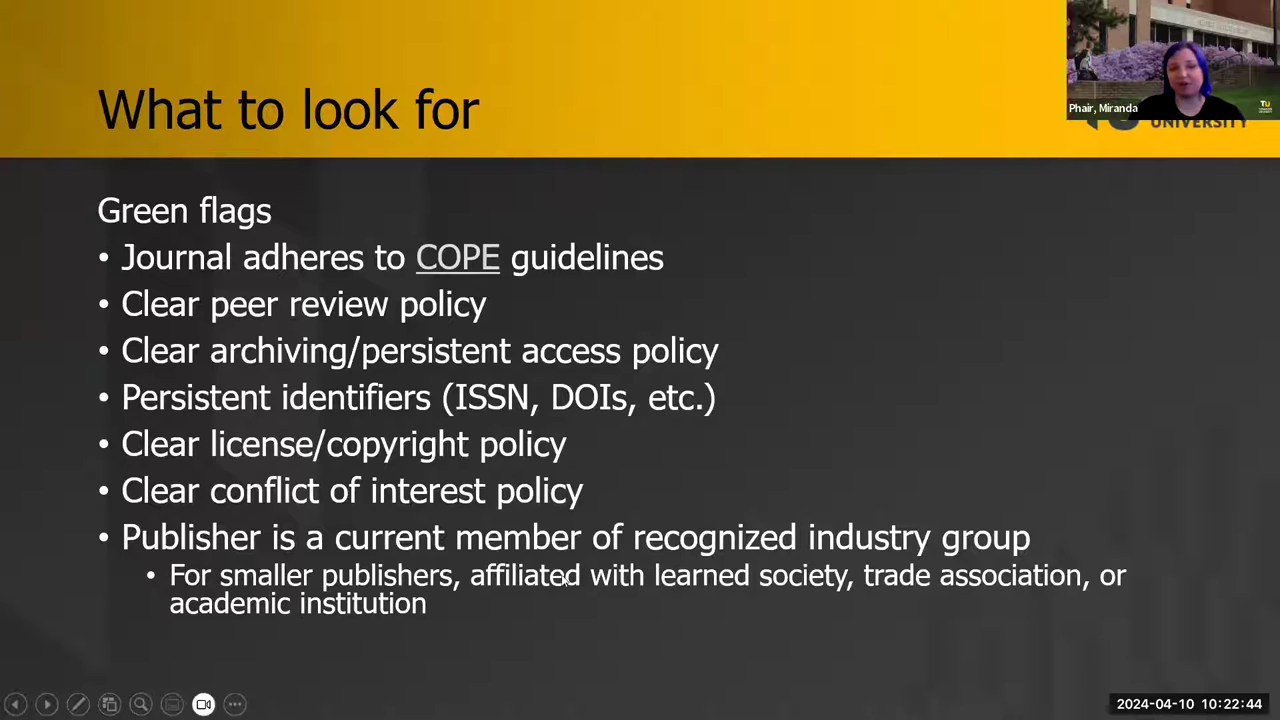 What to look for
Phair, Miranda
TU
UNIVERSITY
Green flags
• Journal adheres to COPE guidelines
• Clear peer review policy
• Clear archiving/persistent access policy
• Persistent identifiers (ISSN, DOIs, etc.)
• Clear license/copyright policy
• Clear conflict of interest policy
• Publisher is a current member of recognized industry group
• For smaller publishers, affiliated with learned society, trade association, or
academic institution
2024-04-10 10:22:44